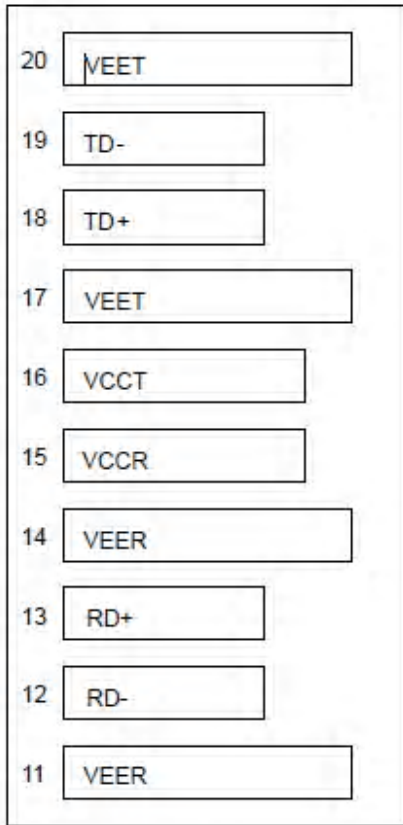 20 VEET
19 TD-
18 TD+
17 VEET
16 VCCT
15 VCCR
14 VEER
13 RD+
12 RD-
11 VEER